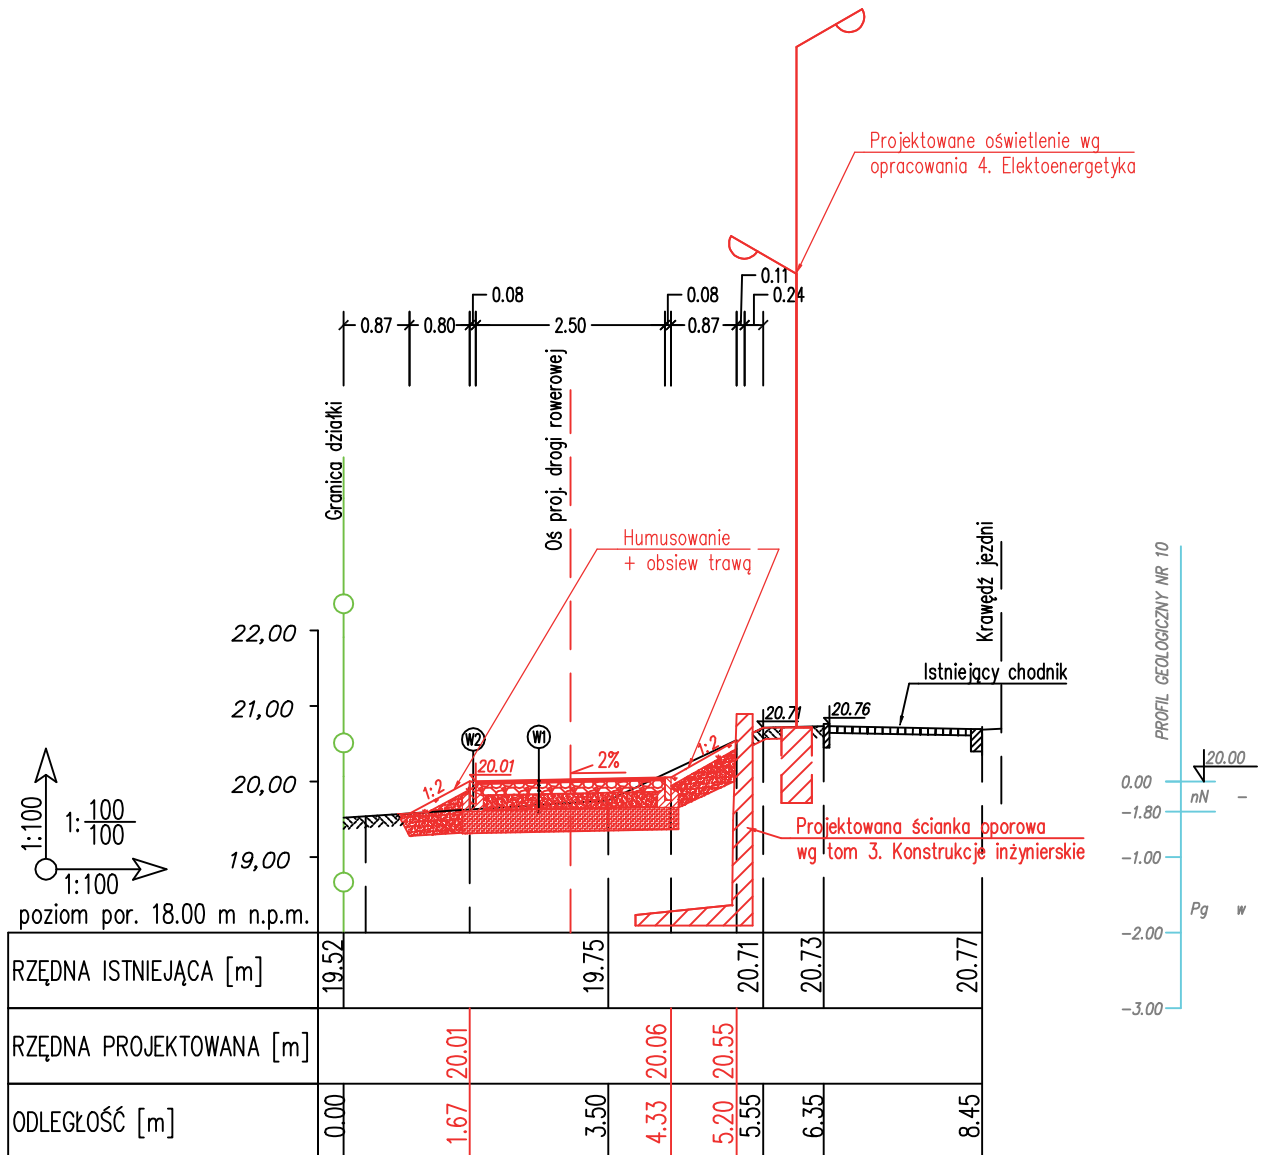 Projektowane oświetlenie wg
opracowania 4. Elektoenergetyka
0.11
0.08
0.08
0.24
0.87
0.80
2.50
0.87
Granica działki
Oś proj. drogi rowerowej
Humusowanie
+ obsiew trawą
Krawędź jezdni
PROFIL GEOLOGICZNY NR 10
22,00
21,00
20,00
19,00
Istniejący chodnik
20.71
20.76
W2
W1
20.01
2%
1:2
1:2
20.00
0.00
nN
-
-1.80
-1.00
Pg
w
-2.00
-3.00
1:100
1: 100
100
1:100
Projektowana ścianka oporowa
wg tom 3. Konstrukcje inżynierskie
poziom por. 18.00 m n.p.m.
RZĘDNA ISTNIEJĄCA [m]
19.52
19.75
20.71
20.73
20.77
RZĘDNA PROJEKTOWANA [m]
20.01
20.06
20.55
ODLEGŁOŚĆ [m]
0.00
1.67
3.50
4.33
5.20
5.55
6.35
8.45